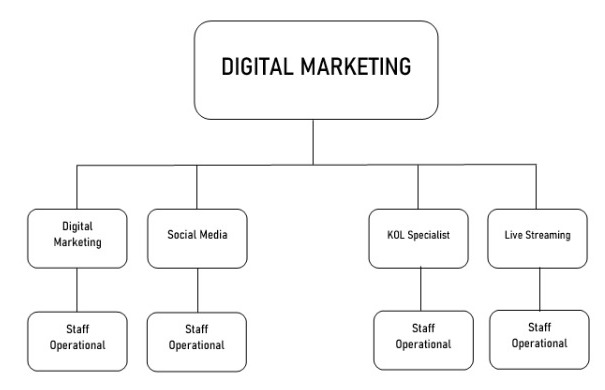 DIGITAL MARKETING
Digital
Marketing
Social Media
KOL Specialist
Live Streaming
Staff
Operational
Staff
Operational
Staff
Operational
Staff
Operational